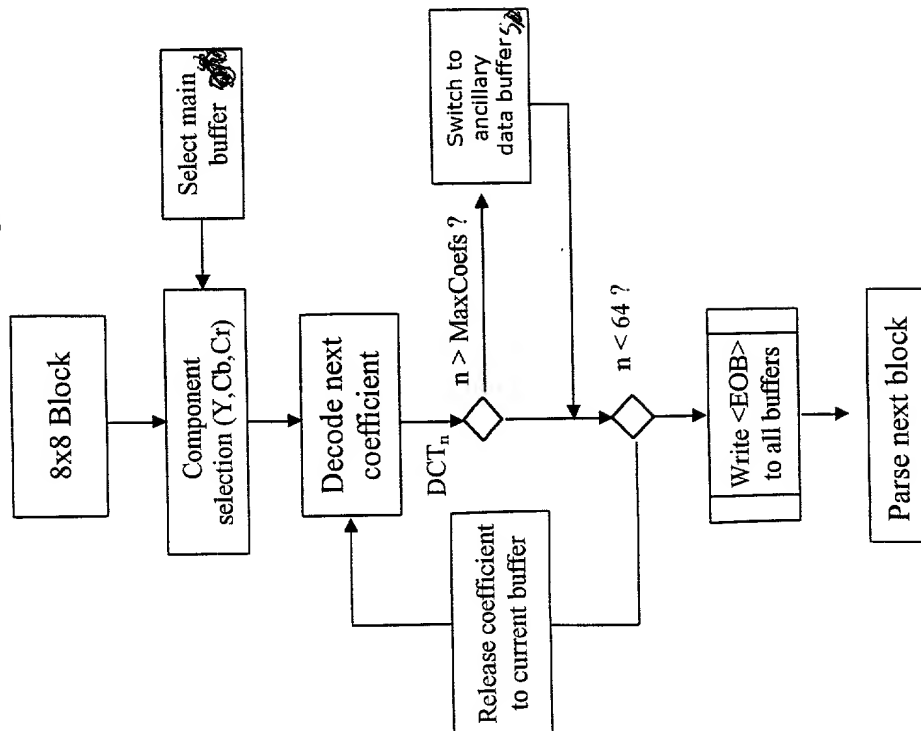 8x8 Block
Select main
buffer
Component
selection (Y,Cb,Cr)
Decode next
coefficient
DCTn
n > MaxCoefs ?
Switch to
ancillary
data buffer
Release coefficient
to current buffer
n < 64 ?
Write <EOB>
to all buffers
Parse next block